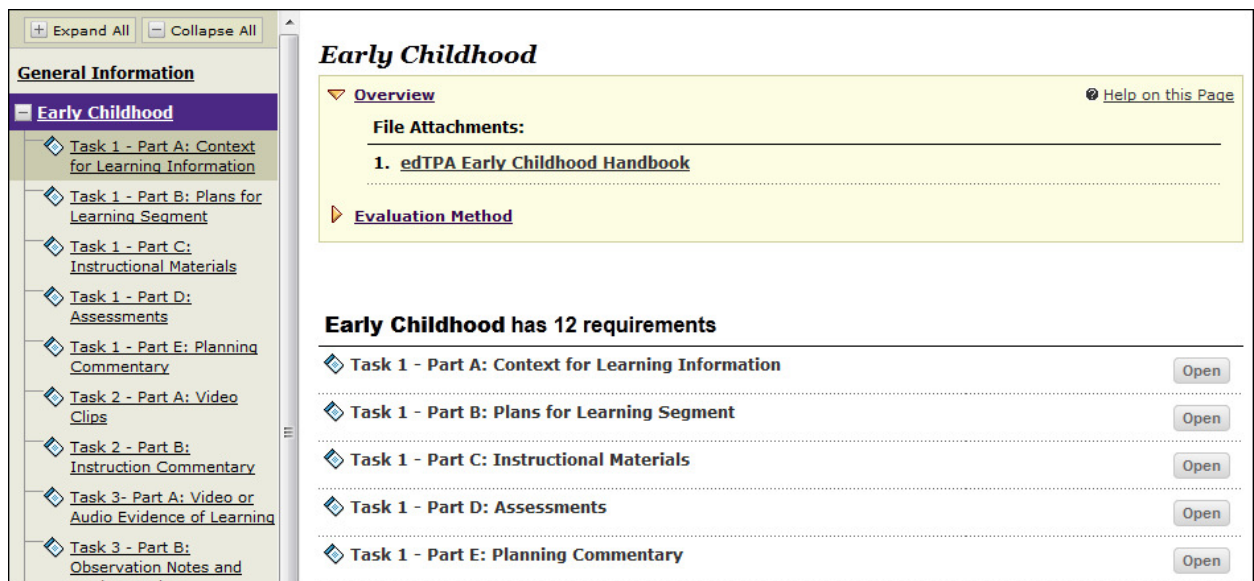 Expand All Collapse All
General Information
Early Childhood
Task 1 - Part A: Context
for Learning Information
Task 1 - Part B: Plans for
Learning Segment
Task 1 - Part C:
Instructional Materials
Task 1 - Part D:
Assessments
Task 1 - Part E: Planning
Commentary
Task 2 - Part A: Video
Clips
Task 2 - Part B:
Instruction Commentary
Task 3- Part A: Video or
Audio Evidence of Learning
Task 3 - Part B:
Observation Notes and
Early Childhood
Overview
Help on this Page
File Attachments:
1. edTPA Early Childhood Handbook
Evaluation Method
Early Childhood has 12 requirements
Task 1 - Part A: Context for Learning Information
Open
Task 1 - Part B: Plans for Learning Segment
Open
Task 1 - Part C: Instructional Materials
Open
Task 1 - Part D: Assessments
Open
Task 1 - Part E: Planning Commentary
Open